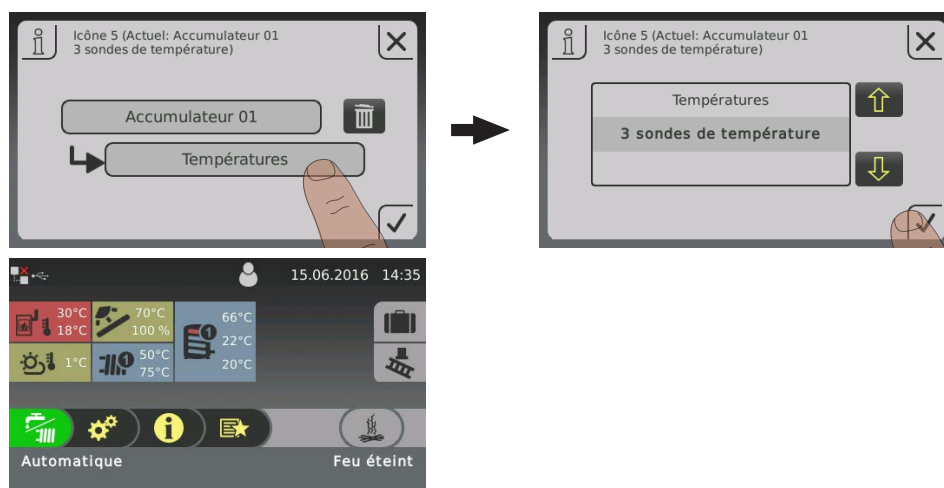 Icône 5 (Actuel: Accumulateur 01
3 sondes de température)
Accumulateur 01
Températures
Icône 5 (Actuel: Accumulateur 01
3 sondes de température)
Températures
3 sondes de température
15.06.2016 14:35
30°C
18°C
70°C
100 %
66°C
22°C
20°C
1
1°C
1
50°C
75°C
Automatique
Feu éteint